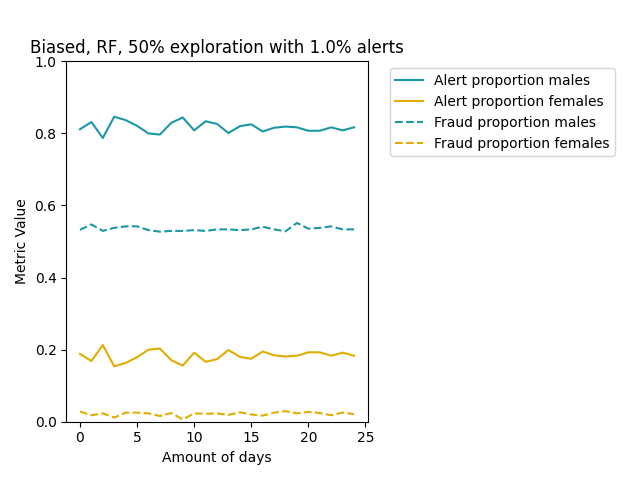 Biased, RF, 50% exploration with 1.0% alerts
1.0
0.8
0.6
0.4
0.2
0.0
Metric Value
0 5 10 15 20 25
Amount of days
Alert proportion males
Alert proportion females
Fraud proportion males
Fraud proportion females